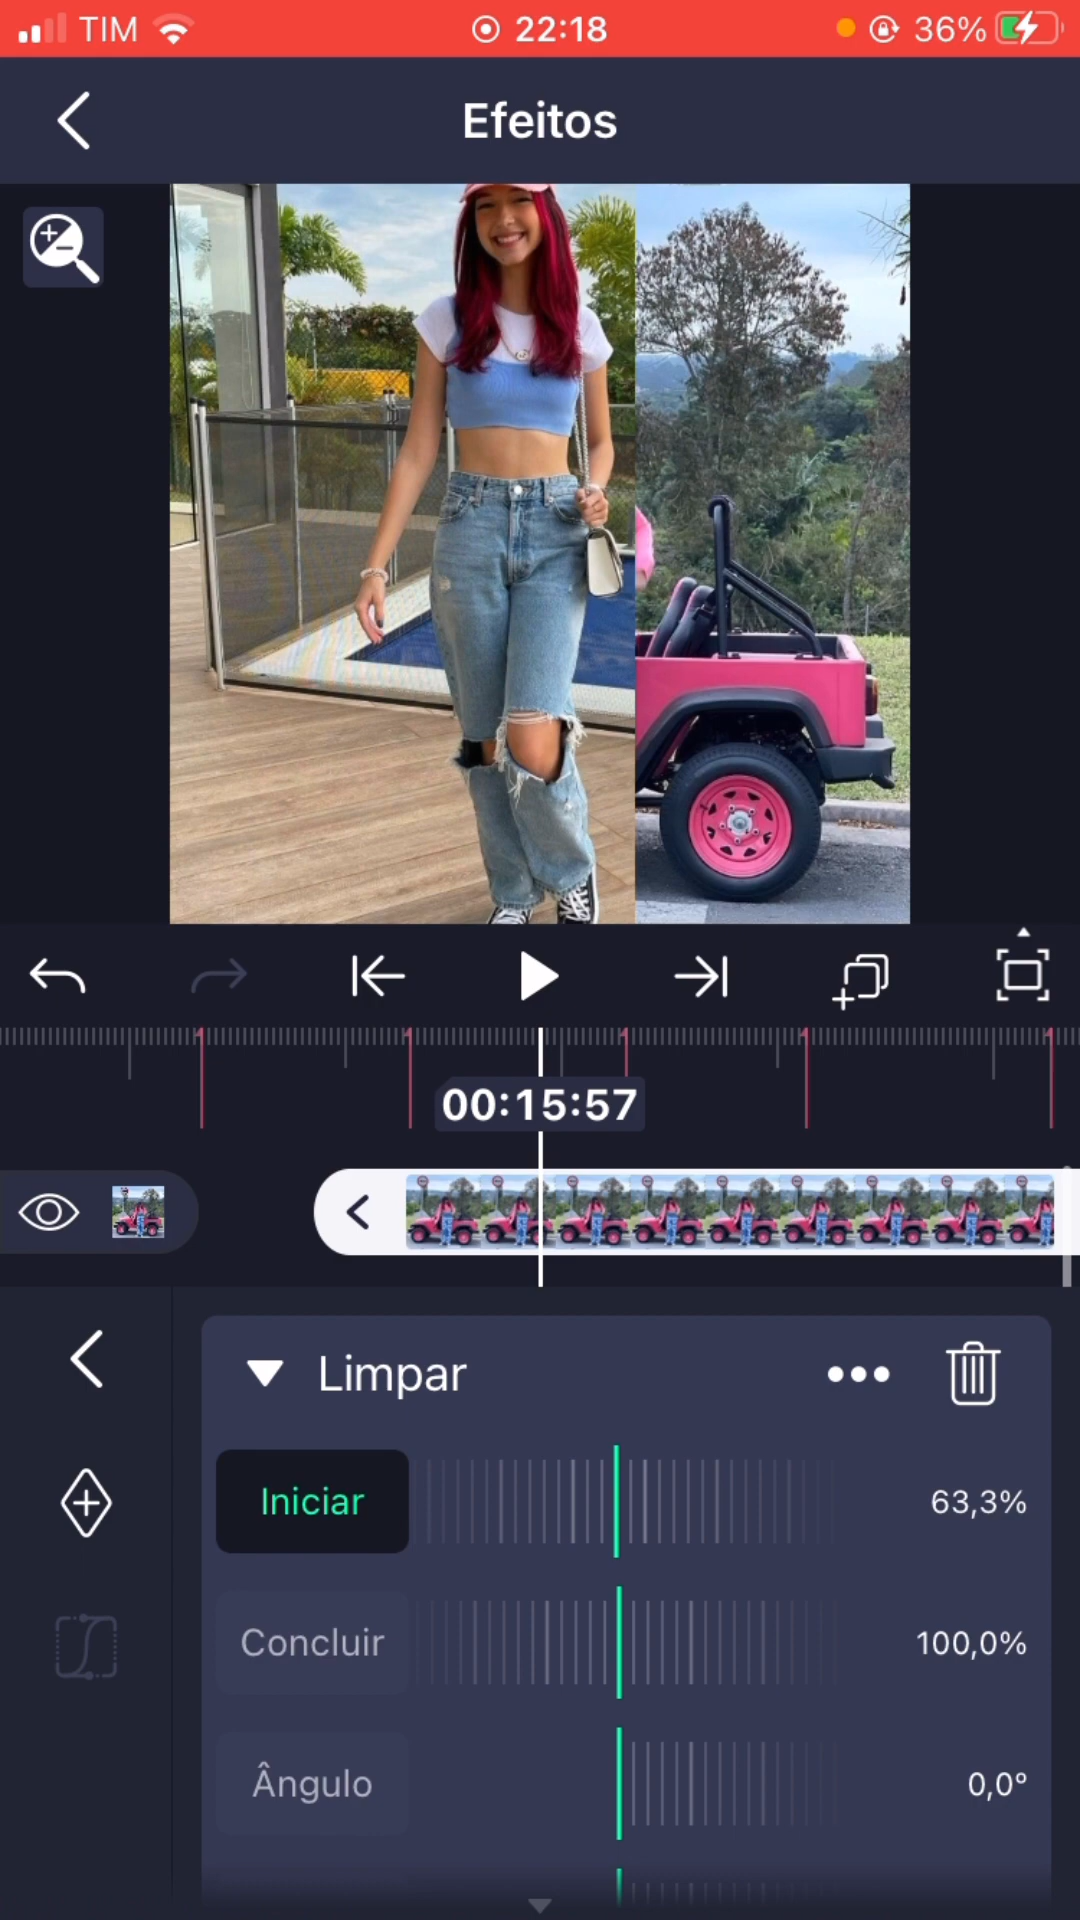 TIM 22:18 36%
Efeitos
00:15:57
Limpar
Iniciar 63,3%
Concluir 100,0%
Ângulo 0,0°